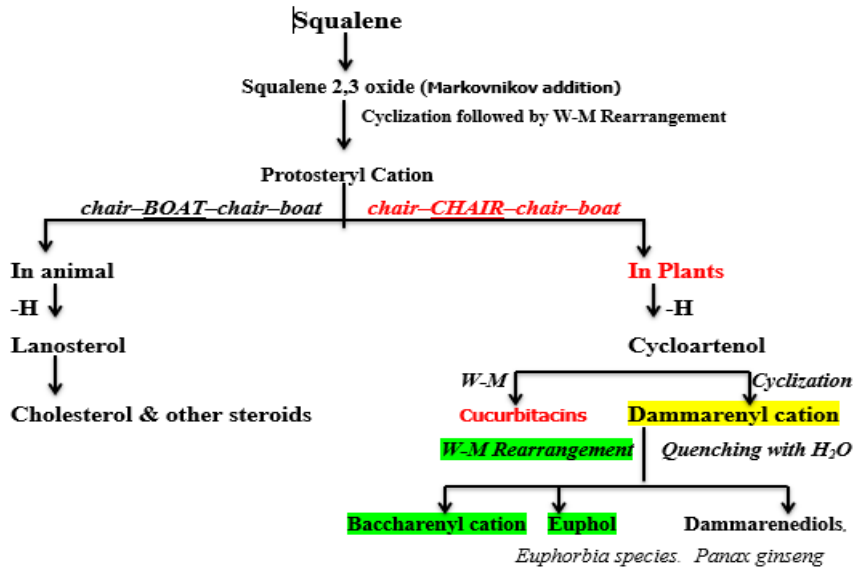 Squalene
Squalene 2,3 oxide (Markovnikov addition)
Cyclization followed by W-M Rearrangement
Protosteryl Cation
chair–BOAT–chair–boat chair–CHAIR–chair–boat
In animal In Plants
-H -H
Lanosterol Cycloartenol
W-M Cyclization
Cholesterol & other steroids Cucurbitacins Dammarenyl cation
W-M Rearrangement Quenching with H₂O
Baccharenyl cation Euphol Dammarenediols.
Euphorbia species. Panax ginseng